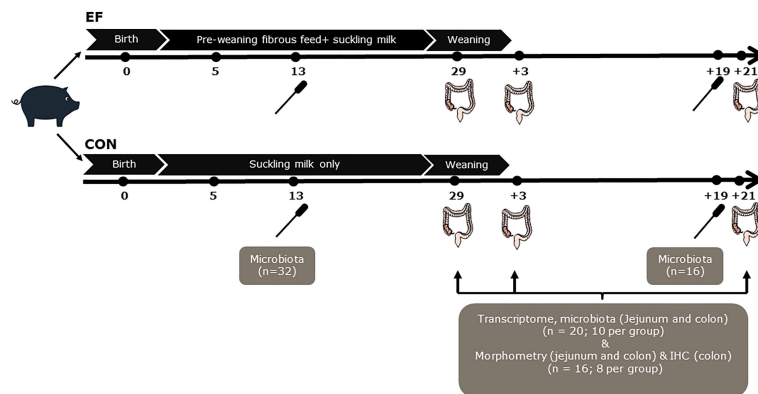 EF
Birth
Pre-weaning fibrous feed+ suckling milk
Weaning
0
5
13
29
+3
+19
+21
CON
Birth
Suckling milk only
Weaning
0
5
13
29
+3
+19
+21
Microbiota
(n=32)
Microbiota
(n=16)
Transcriptome, microbiota (Jejunum and colon)
(n = 20; 10 per group)
&
Morphometry (jejunum and colon) & IHC (colon)
(n = 16; 8 per group)